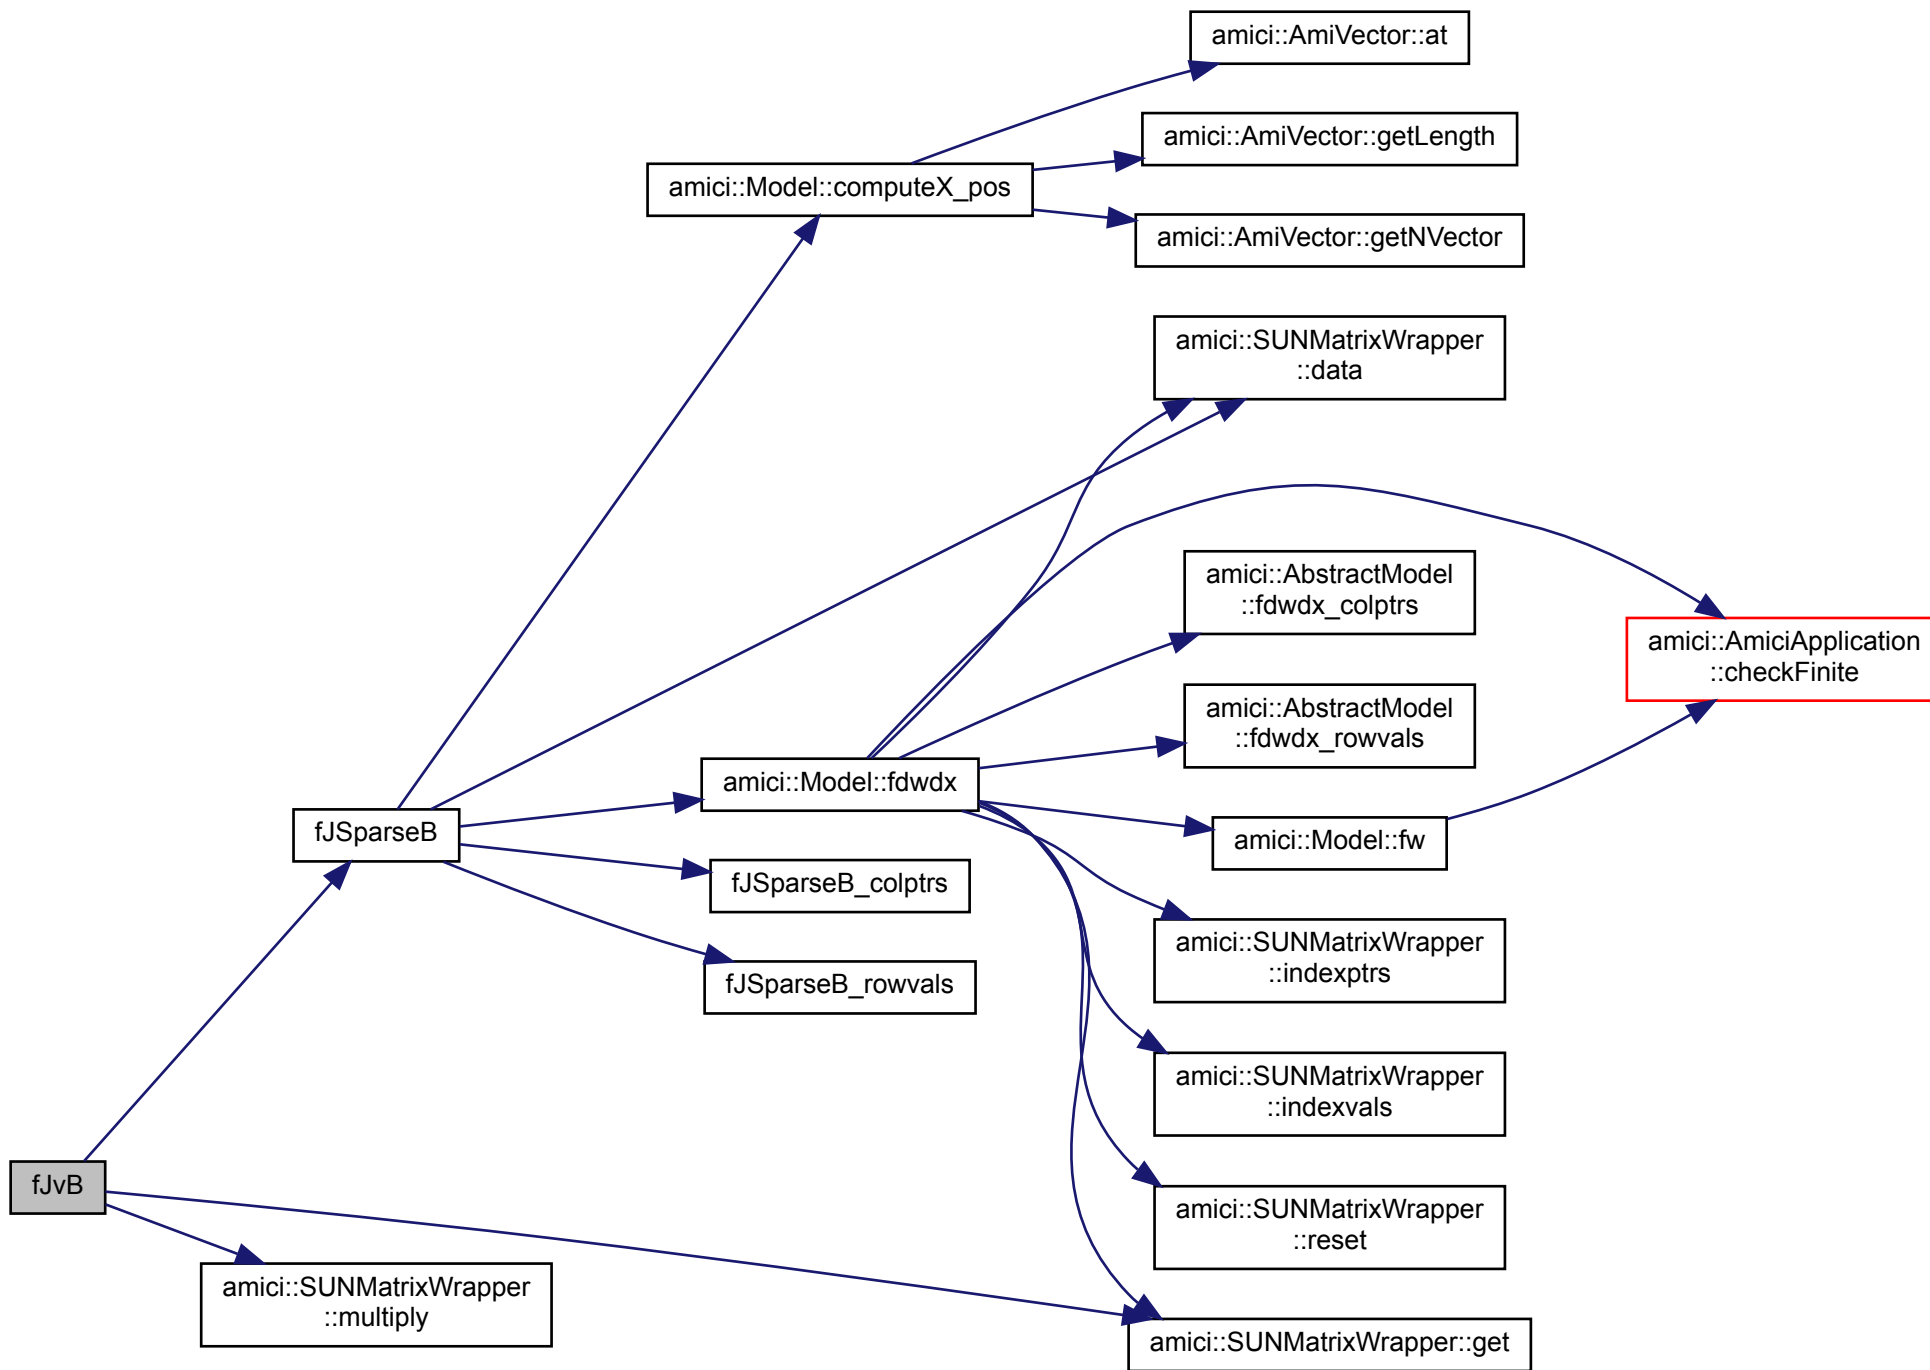 amici::AmiVector::at
amici::AmiVector::getLength
amici::Model::computeX_pos
amici::AmiVector::getNVector
amici::SUNMatrixWrapper
::data
amici::AbstractModel
::fdwdx_colptrs
amici::AmiciApplication
::checkFinite
amici::AbstractModel
::fdwdx_rowvals
amici::Model::fdwdx
fJSparseB
amici::Model::fw
fJSparseB_colptrs
amici::SUNMatrixWrapper
::indexptrs
fJSparseB_rowvals
amici::SUNMatrixWrapper
::indexvals
fJvB
amici::SUNMatrixWrapper
::reset
amici::SUNMatrixWrapper
::multiply
amici::SUNMatrixWrapper::get